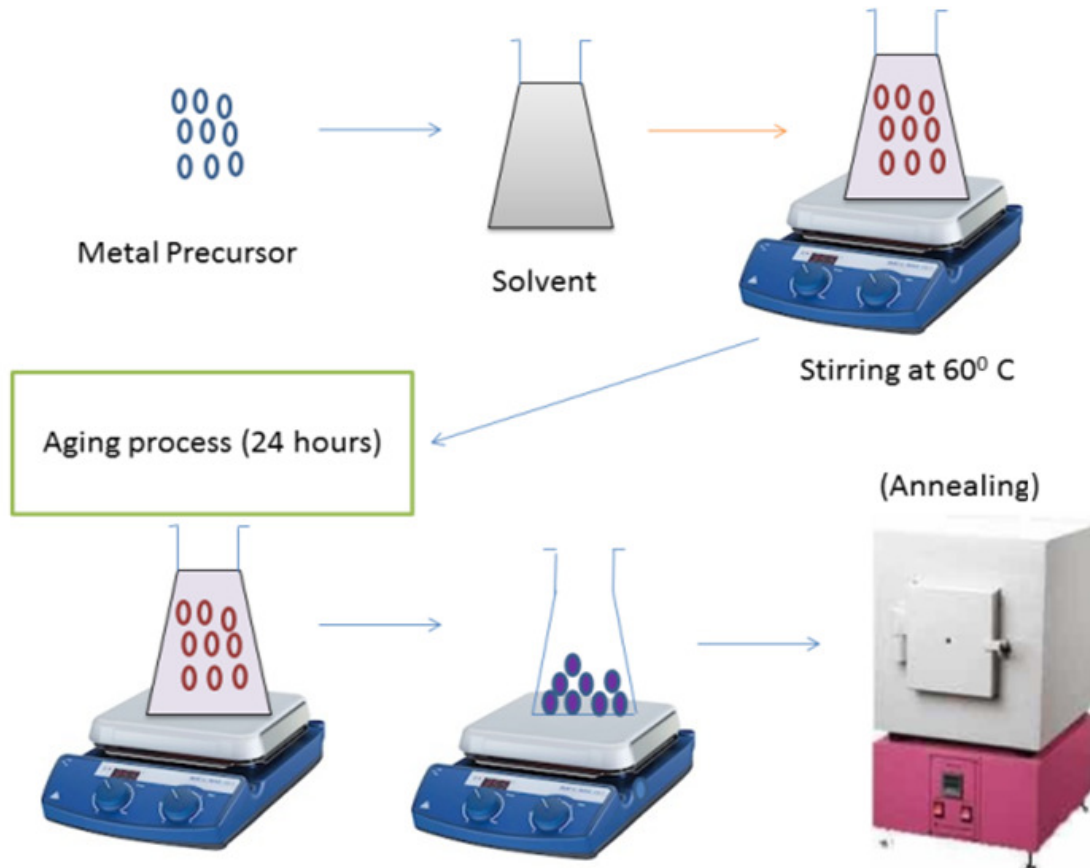 Metal Precursor
Solvent
Stirring at 60⁰ C
Aging process (24 hours)
(Annealing)